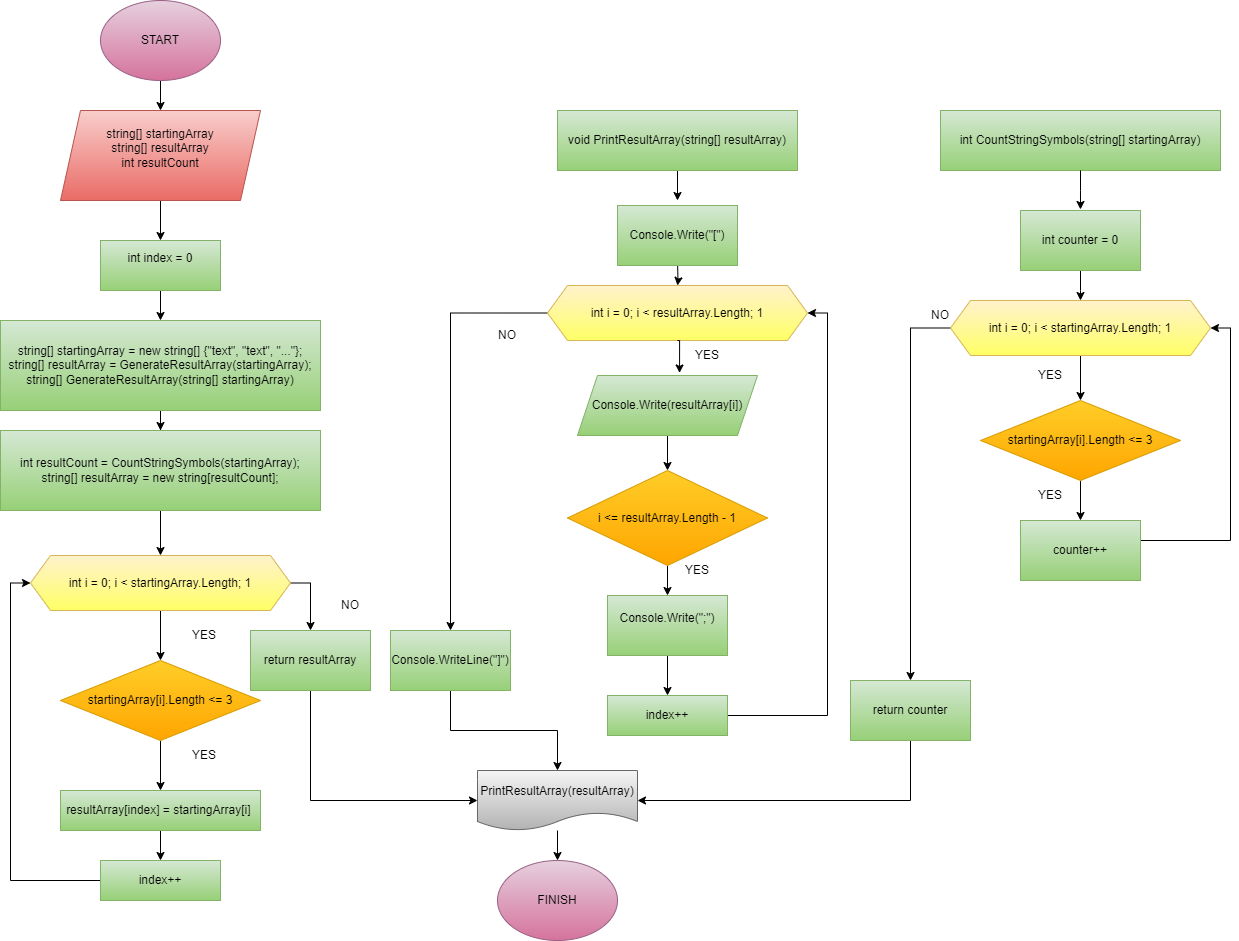 START
string[] startingArray
string[] resultArray
int resultCount
int index = 0
string[] startingArray = new string[] {"text", "text", "..."};
string[] resultArray = GenerateResultArray(startingArray);
string[] GenerateResultArray(string[] startingArray)
int resultCount = CountStringSymbols(startingArray);
string[] resultArray = new string[resultCount];
int i = 0; i < startingArray.Length; 1
NO
YES
return resultArray
startingArray[i].Length <= 3
YES
resultArray[index] = startingArray[i]
index++
void PrintResultArray(string[] resultArray)
Console.Write("[")
int i = 0; i < resultArray.Length; 1
NO
YES
Console.Write(resultArray[i])
i <= resultArray.Length - 1
YES
Console.Write(";")
index++
Console.WriteLine("]")
int CountStringSymbols(string[] startingArray)
int counter = 0
int i = 0; i < startingArray.Length; 1
NO
YES
startingArray[i].Length <= 3
YES
counter++
return counter
PrintResultArray(resultArray)
FINISH